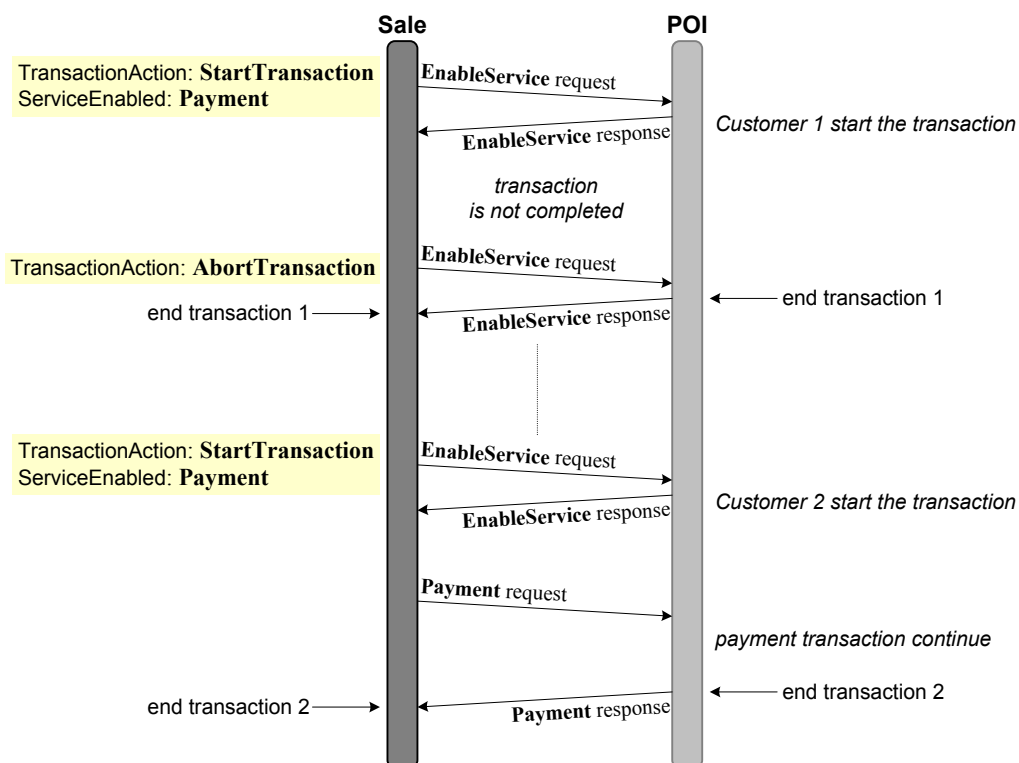 Sale
POI
TransactionAction: StartTransaction
ServiceEnabled: Payment
EnableService request
EnableService response
Customer 1 start the transaction
transaction
is not completed
TransactionAction: AbortTransaction
EnableService request
end transaction 1
EnableService response
end transaction 1
TransactionAction: StartTransaction
ServiceEnabled: Payment
EnableService request
EnableService response
Customer 2 start the transaction
Payment request
payment transaction continue
end transaction 2
Payment response
end transaction 2